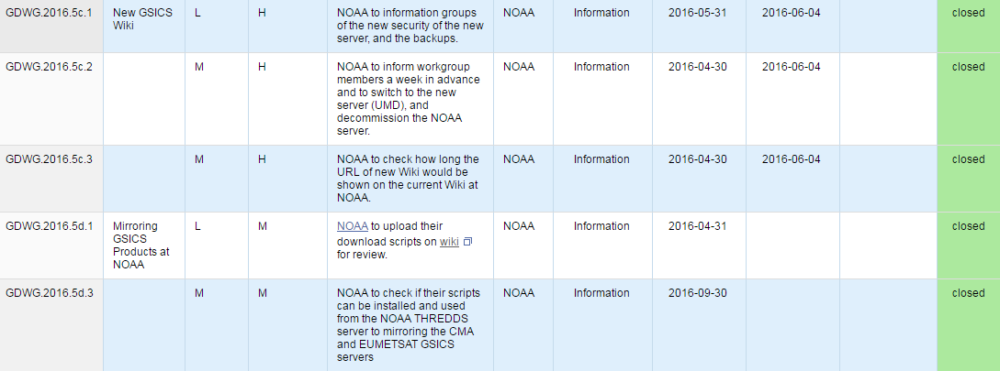 GDWG.2016.5c.1 New GSICS L H NOAA to information groups NOAA Information 2016-05-31 2016-06-04 closed
Wiki of the new security of the new
server, and the backups.
GDWG.2016.5c.2 M H NOAA to inform workgroup NOAA Information 2016-04-30 2016-06-04 closed
members a week in advance
and to switch to the new
server (UMD), and
decommission the NOAA
server.
GDWG.2016.5c.3 M H NOAA to check how long the NOAA Information 2016-04-30 2016-06-04 closed
URL of new Wiki would be
shown on the current Wiki at
NOAA.
GDWG.2016.5d.1 Mirroring L M NOAA to upload their NOAA Information 2016-04-31 closed
GSICS download scripts on wiki
Products at for review.
NOAA
GDWG.2016.5d.3 M M NOAA to check if their scripts NOAA Information 2016-09-30 closed
can be installed and used
from the NOAA THREDDS
server to mirroring the CMA
and EUMETSAT GSICS
servers